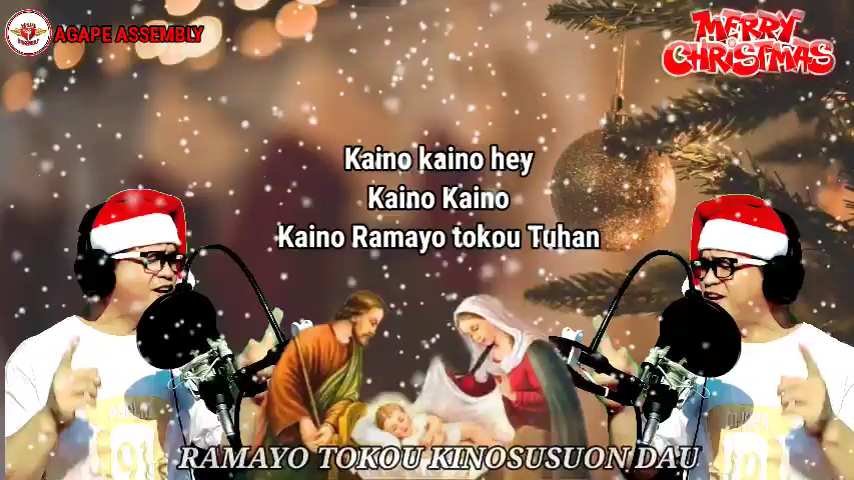 AGAPE ASSEMBLY
MERRY
CHRISTMAS
Kaino kaino hey
Kaino Kaino
Kaino Ramayo tokou Tuhan
RAMAYO TOKOU KINOSUSUON DAU